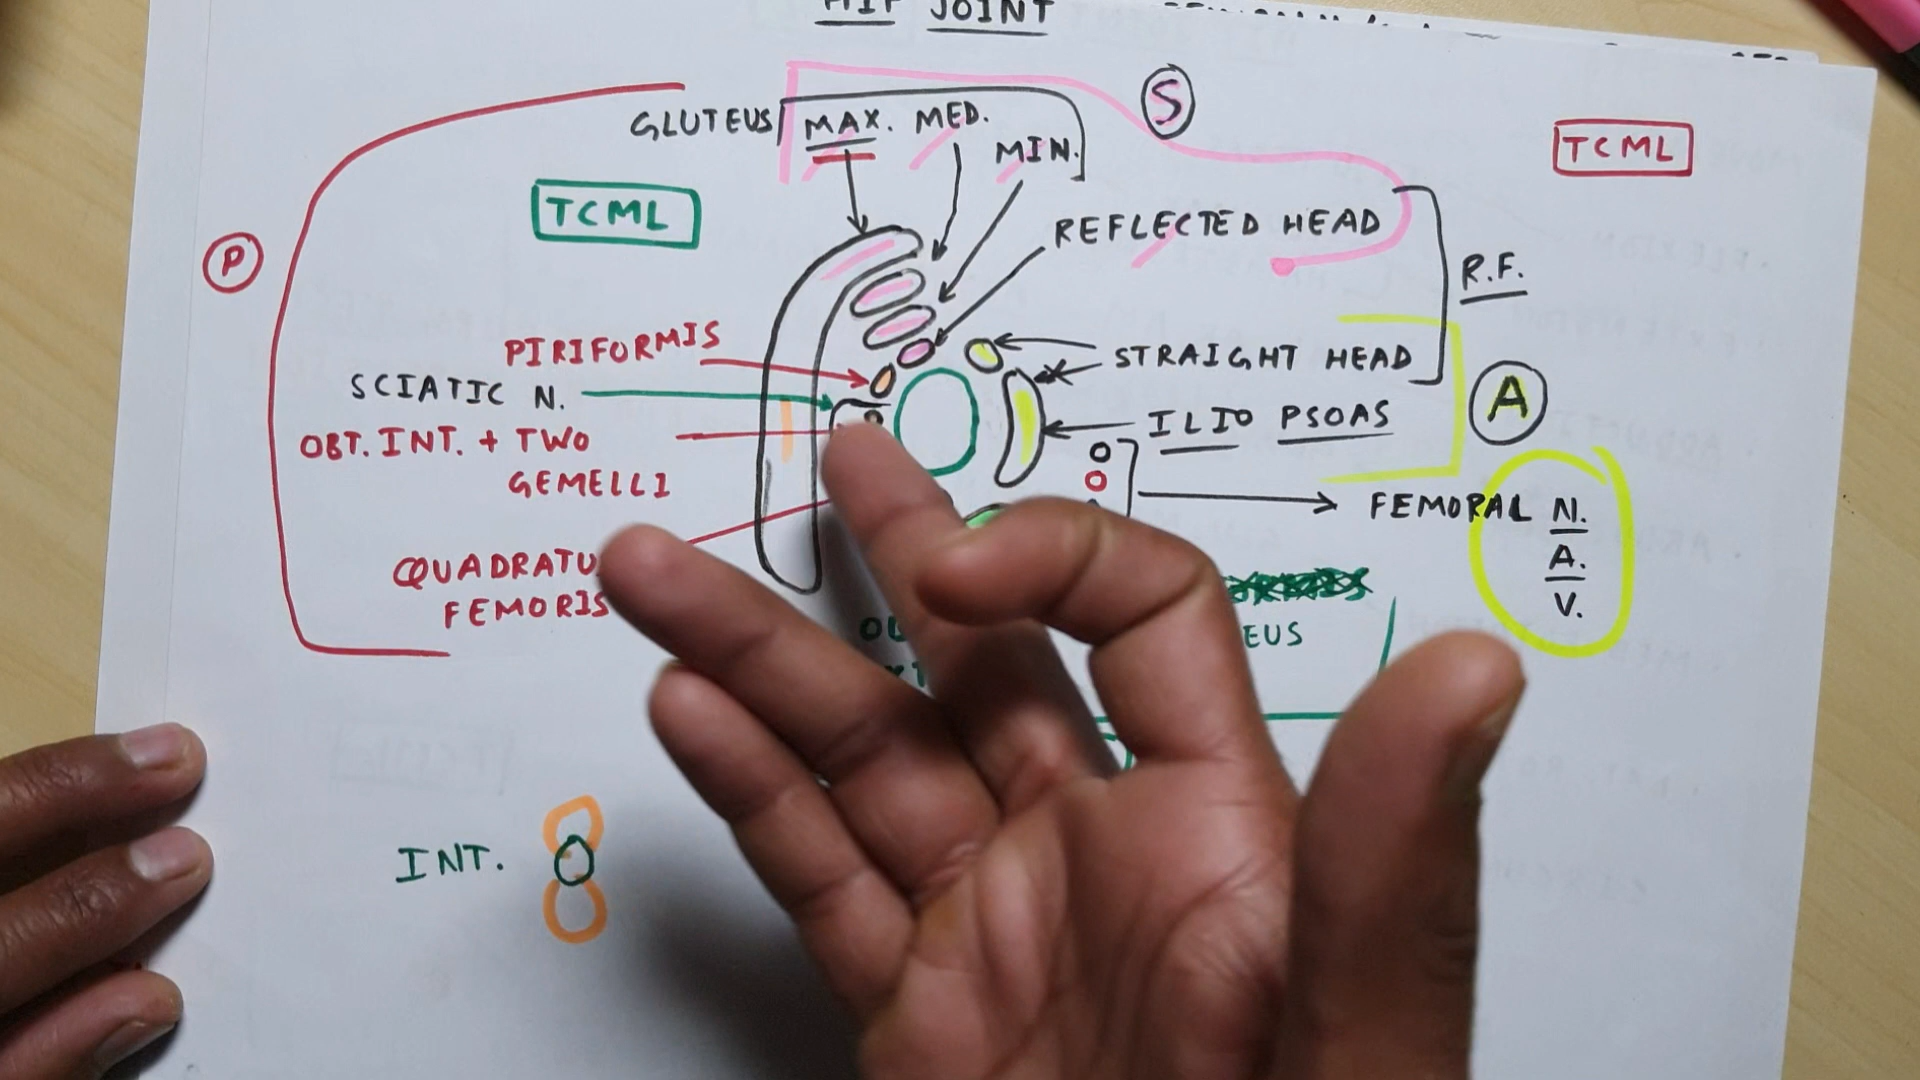 HIP JOINT
GLUTEUS MAX. MED.
MIN.
S
TCML
TCML
REFLECTED HEAD
P
R.F.
PIRIFORMIS
STRAIGHT HEAD
SCIATIC N.
A
ILIO PSOAS
OBT. INT. + TWO
GEMELLI
FEMORAL N.
A.
V.
QUADRATU
FEMORIS
EUS
INT.